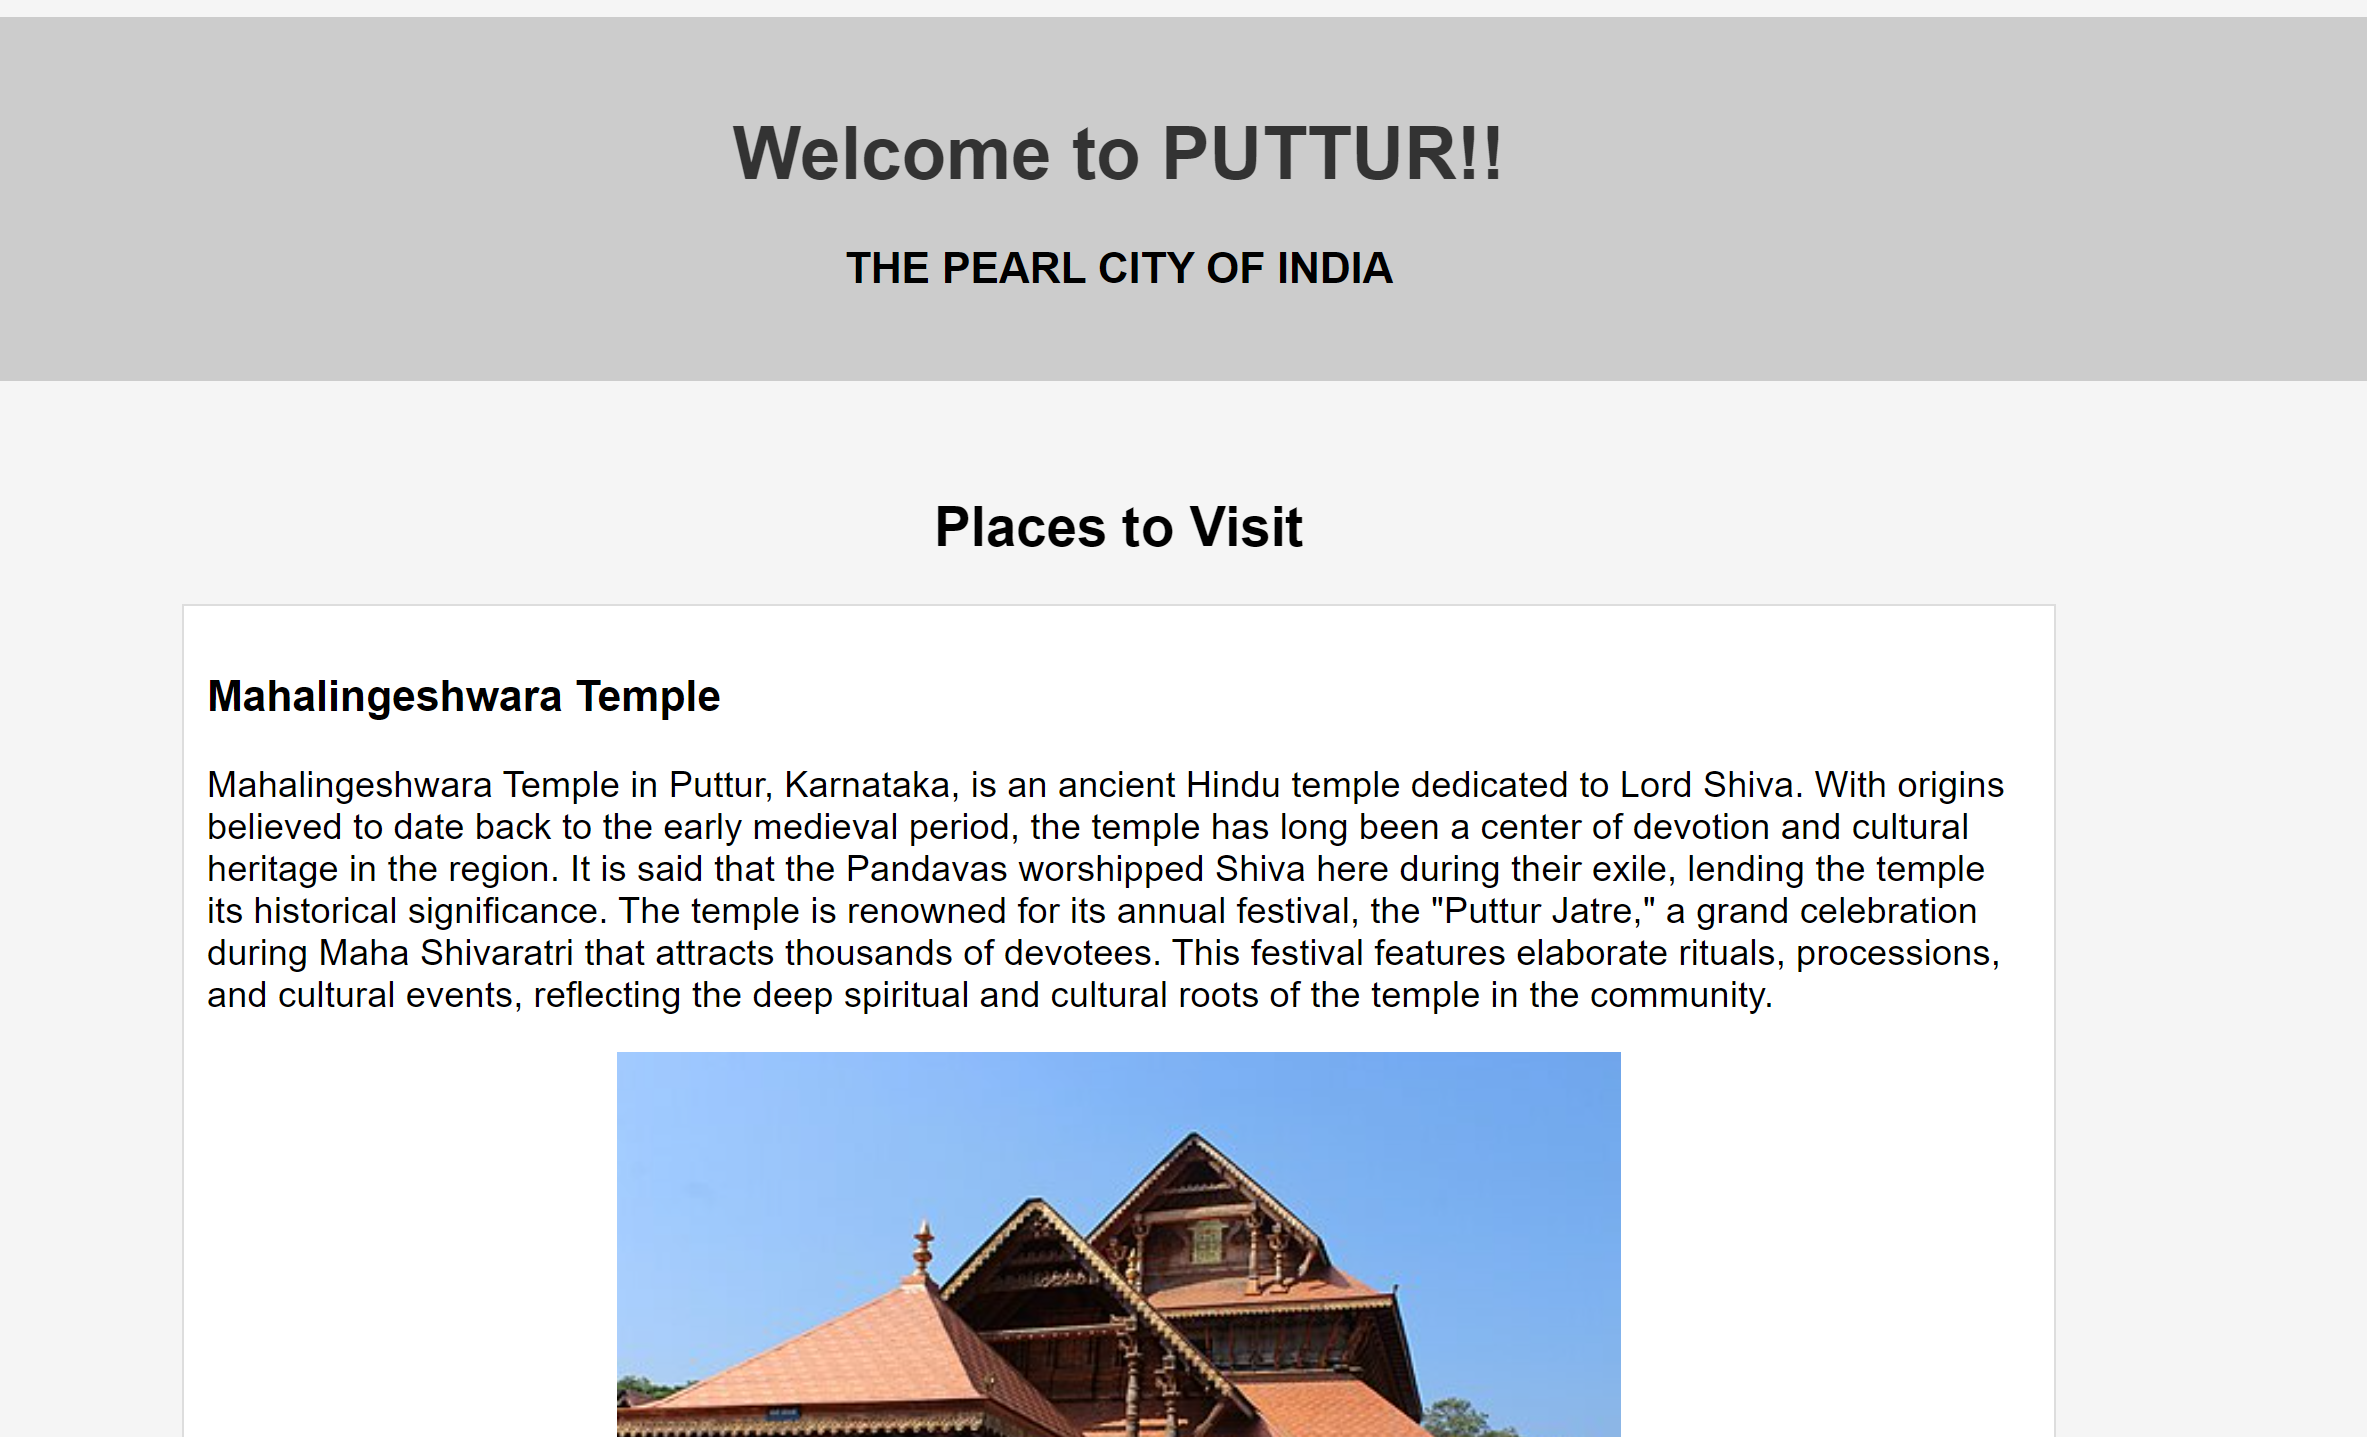 Welcome to PUTTUR!!
THE PEARL CITY OF INDIA
Places to Visit
Mahalingeshwara Temple
Mahalingeshwara Temple in Puttur, Karnataka, is an ancient Hindu temple dedicated to Lord Shiva. With origins
believed to date back to the early medieval period, the temple has long been a center of devotion and cultural
heritage in the region. It is said that the Pandavas worshipped Shiva here during their exile, lending the temple
its historical significance. The temple is renowned for its annual festival, the "Puttur Jatre," a grand celebration
during Maha Shivaratri that attracts thousands of devotees. This festival features elaborate rituals, processions,
and cultural events, reflecting the deep spiritual and cultural roots of the temple in the community.